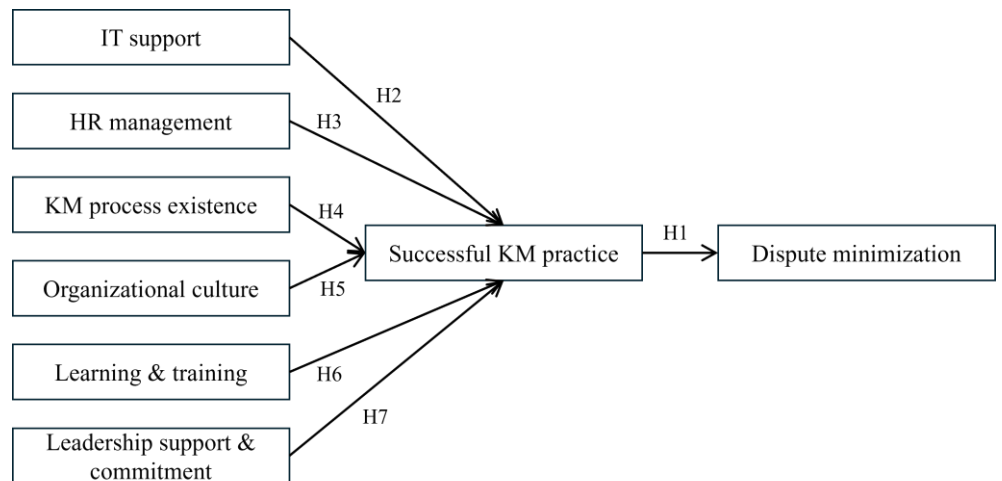 IT support
H2
HR management
H3
KM process existence
H4
H1
Successful KM practice
Dispute minimization
Organizational culture
H5
Learning & training
H6
H7
Leadership support &
commitment